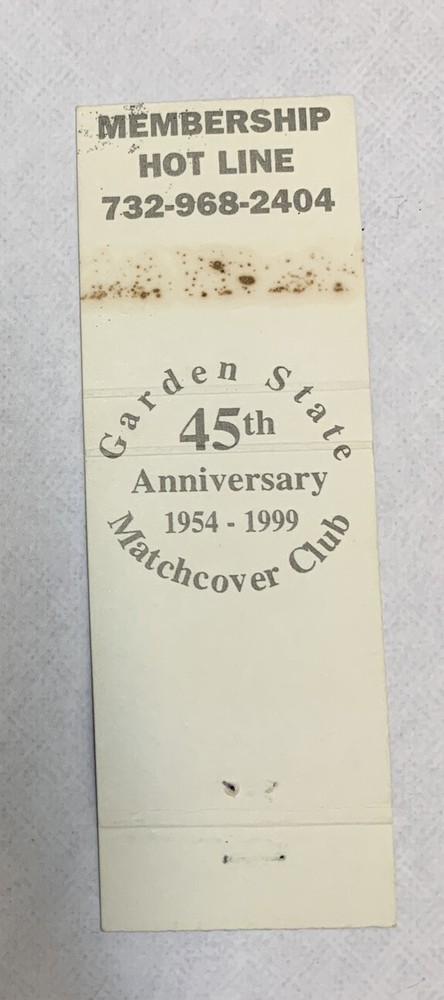 MEMBERSHIP
HOT LINE
732-968-2404
Garden State
45th
Anniversary
1954 - 1999
Matchcover Club